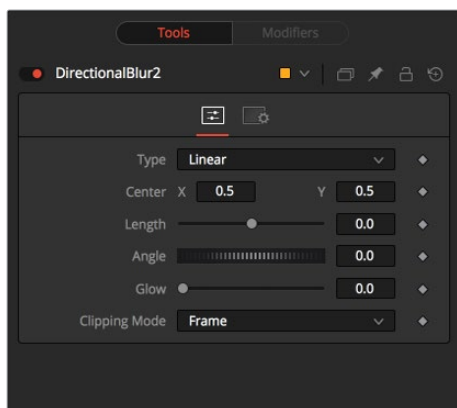 Tools Modifiers
DirectionalBlur2
Type Linear
Center X 0.5 Y 0.5
Length 0.0
Angle 0.0
Glow 0.0
Clipping Mode Frame